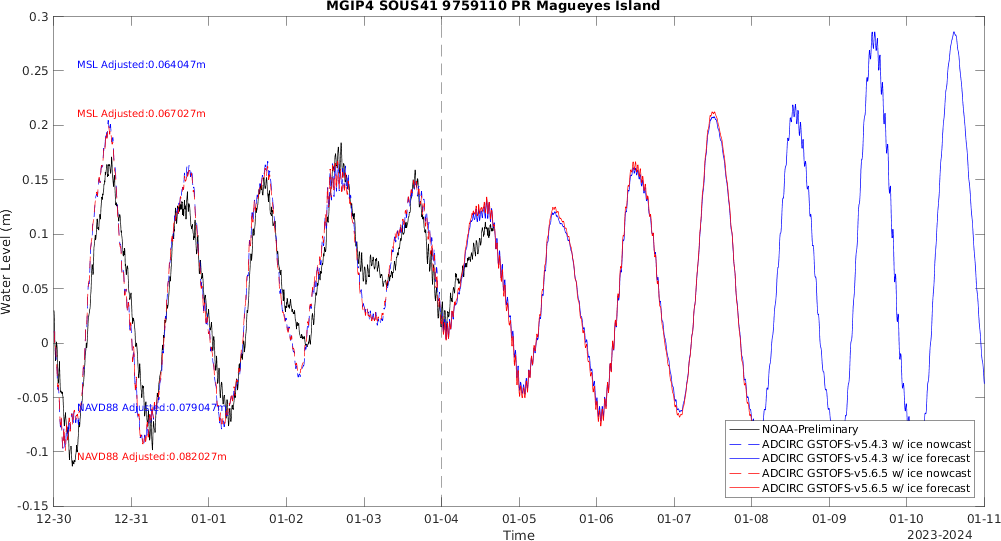 MGIP4 SOUS41 9759110 PR Magueyes Island
0.3
0.25
0.2
0.15
0.1
0.05
0
-0.05
-0.1
-0.15
Water Level (m)
MSL Adjusted:0.064047m
MSL Adjusted:0.067027m
NAVD88 Adjusted:0.079047m
NAVD88 Adjusted:0.082027m
NOAA-Preliminary
ADCIRC GSTOFS-v5.4.3 w/ ice nowcast
ADCIRC GSTOFS-v5.4.3 w/ ice forecast
ADCIRC GSTOFS-v5.6.5 w/ ice nowcast
ADCIRC GSTOFS-v5.6.5 w/ ice forecast
12-30 12-31 01-01 01-02 01-03 01-04 01-05 01-06 01-07 01-08 01-09 01-10 01-11
Time
2023-2024